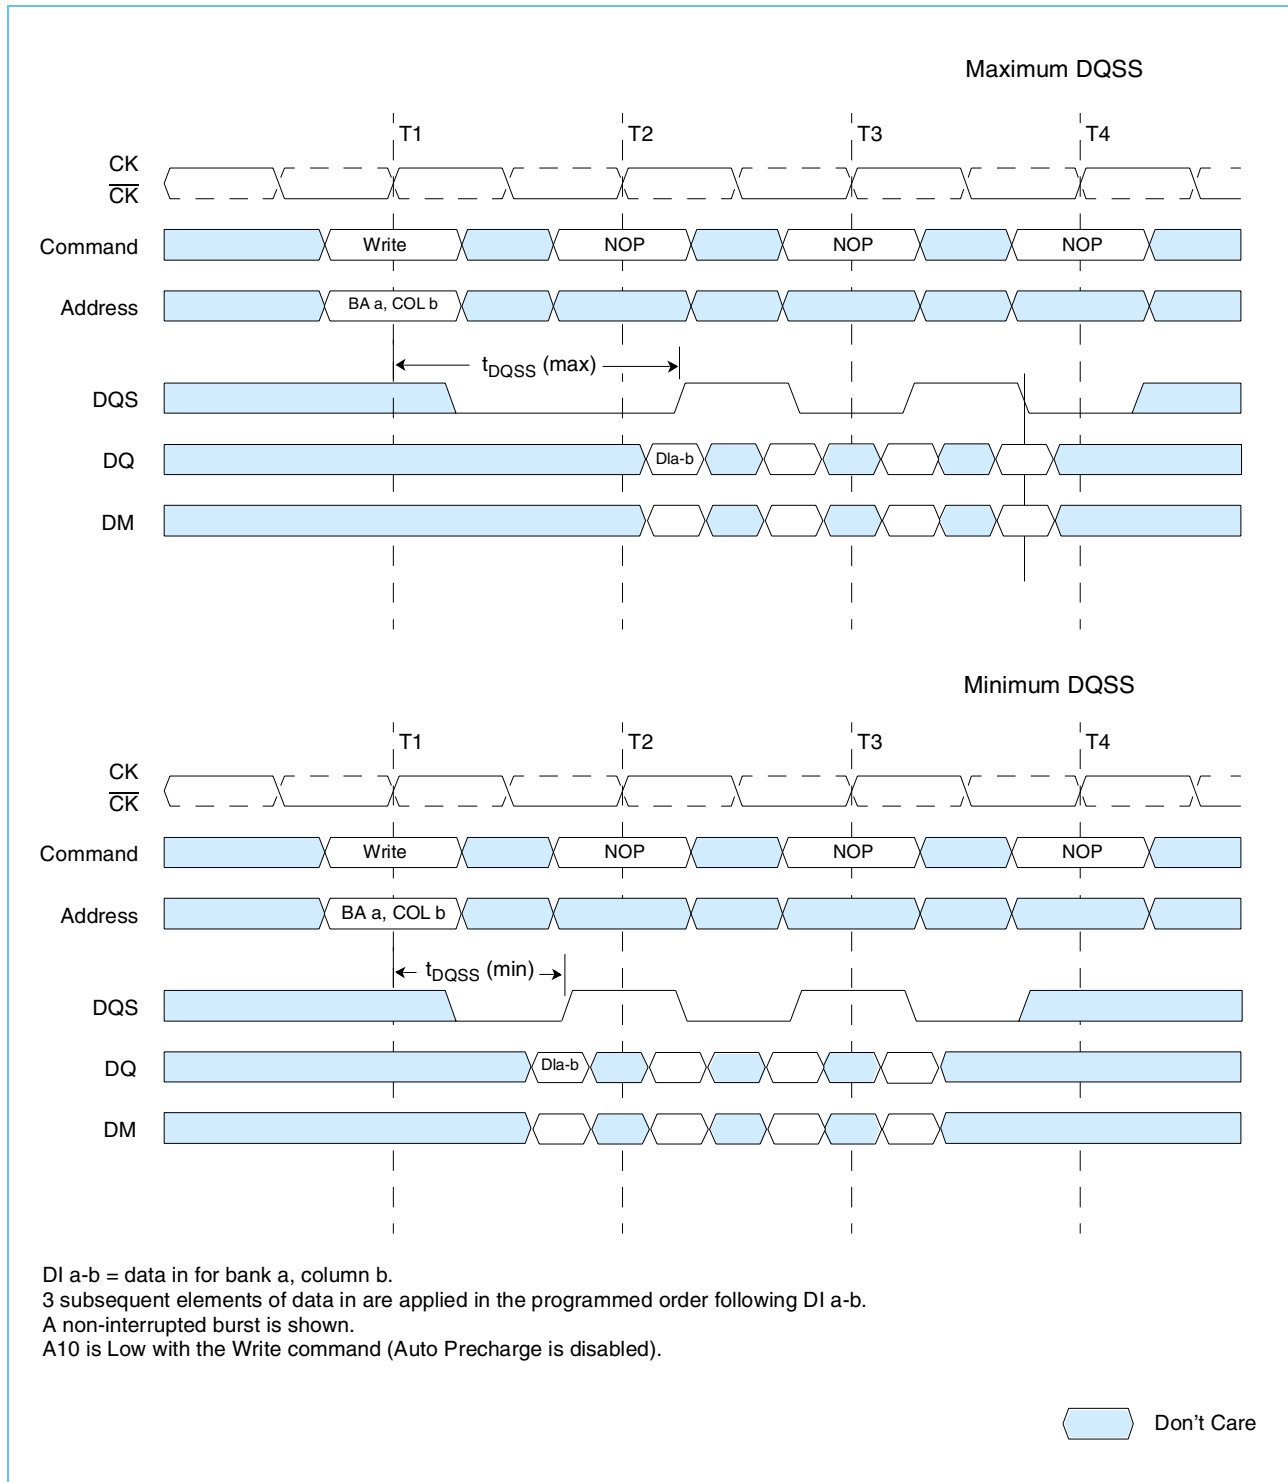 Maximum DQSS
T1 T2 T3 T4
CK
CK
Command Write NOP NOP NOP
Address BA a, COL b
tDQSS (max)
DQS
DQ DIa-b
DM
Minimum DQSS
T1 T2 T3 T4
CK
CK
Command Write NOP NOP NOP
Address BA a, COL b
tDQSS (min)
DQS
DQ DIa-b
DM
DI a-b = data in for bank a, column b.
3 subsequent elements of data in are applied in the programmed order following DI a-b.
A non-interrupted burst is shown.
A10 is Low with the Write command (Auto Precharge is disabled).
Don't Care